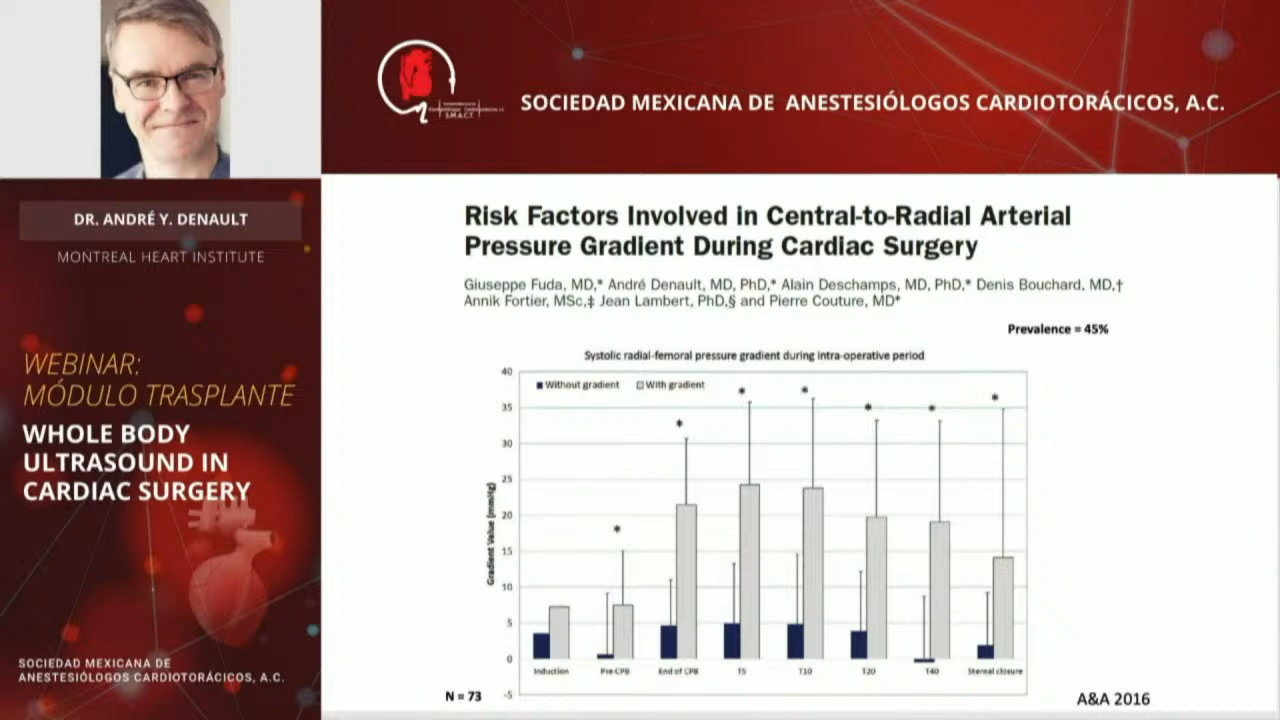 SOCIEDAD MEXICANA DE ANESTESIÓLOGOS CARDIOTORÁCICOS, A.C.
S.M.A.C.T.
DR. ANDRÉ Y. DENAULT
MONTREAL HEART INSTITUTE
WEBINAR:
MÓDULO TRASPLANTE
WHOLE BODY
ULTRASOUND IN
CARDIAC SURGERY
SOCIEDAD MEXICANA DE
ANESTESIÓLOGOS CARDIOTORÁCICOS, A.C.
Risk Factors Involved in Central-to-Radial Arterial
Pressure Gradient During Cardiac Surgery
Giuseppe Fuda, MD,* André Denault, MD, PhD,* Alain Deschamps, MD, PhD,* Denis Bouchard, MD,†
Annik Fortier, MSc,‡ Jean Lambert, PhD,§ and Pierre Couture, MD*
Prevalence = 45%
Systolic radial-femoral pressure gradient during intra-operative period
Without gradient With gradient
Gradient Value (mmHg)
40
35
30
25
20
15
10
5
0
-5
* * * * * * *
Induction Pre CPB End of CPB T5 T10 T20 T40 Sternal closure
N = 73
A&A 2016